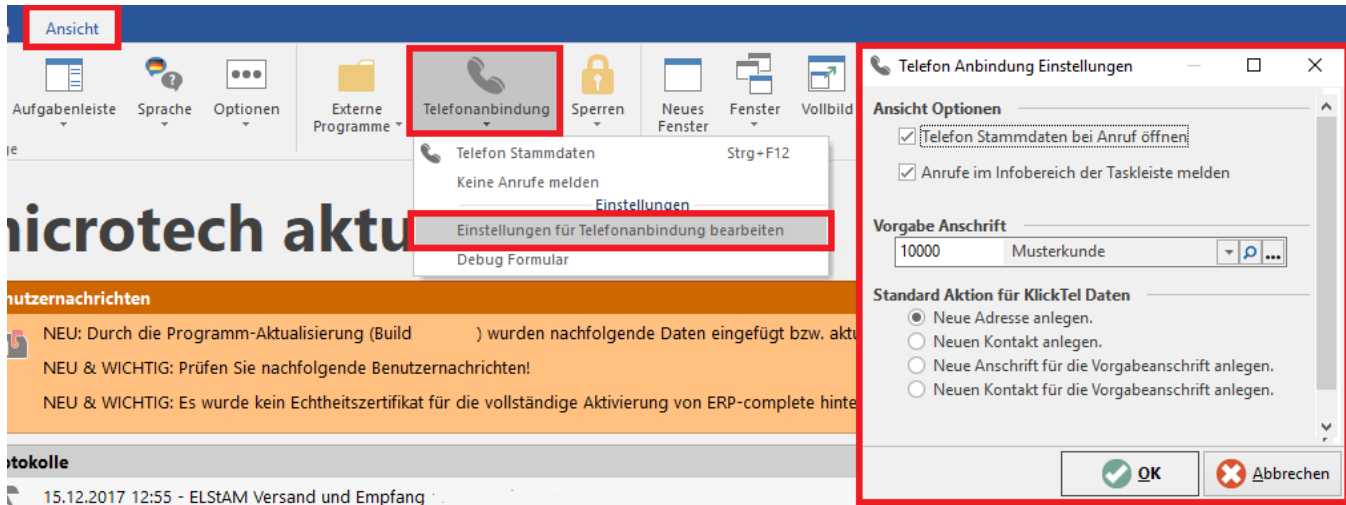 Ansicht
Aufgabenliste
Sprache
Optionen
Externe
Programme
Telefonanbindung
Sperren
Neues
Fenster
Fenster
Vollbild
ge
Telefon Stammdaten Strg+F12
Keine Anrufe melden
Einstellungen
Einstellungen für Telefonanbindung bearbeiten
Debug Formular
microtech aktu
nutzernachrichten
NEU: Durch die Programm-Aktualisierung (Build ) wurden nachfolgende Daten eingefügt bzw. aktu
NEU & WICHTIG: Prüfen Sie nachfolgende Benutzernachrichten!
NEU & WICHTIG: Es wurde kein Echtheitszertifikat für die vollständige Aktivierung von ERP-complete hinte
otokolle
15.12.2017 12:55 - ELStAM Versand und Empfang
Telefon Anbindung Einstellungen
Ansicht Optionen
Telefon Stammdaten bei Anruf öffnen
Anrufe im Infobereich der Taskleiste melden
Vorgabe Anschrift
10000 Musterkunde
Standard Aktion für KlickTel Daten
Neue Adresse anlegen.
Neuen Kontakt anlegen.
Neue Anschrift für die Vorgabeanschrift anlegen.
Neuen Kontakt für die Vorgabeanschrift anlegen.
OK
Abbrechen